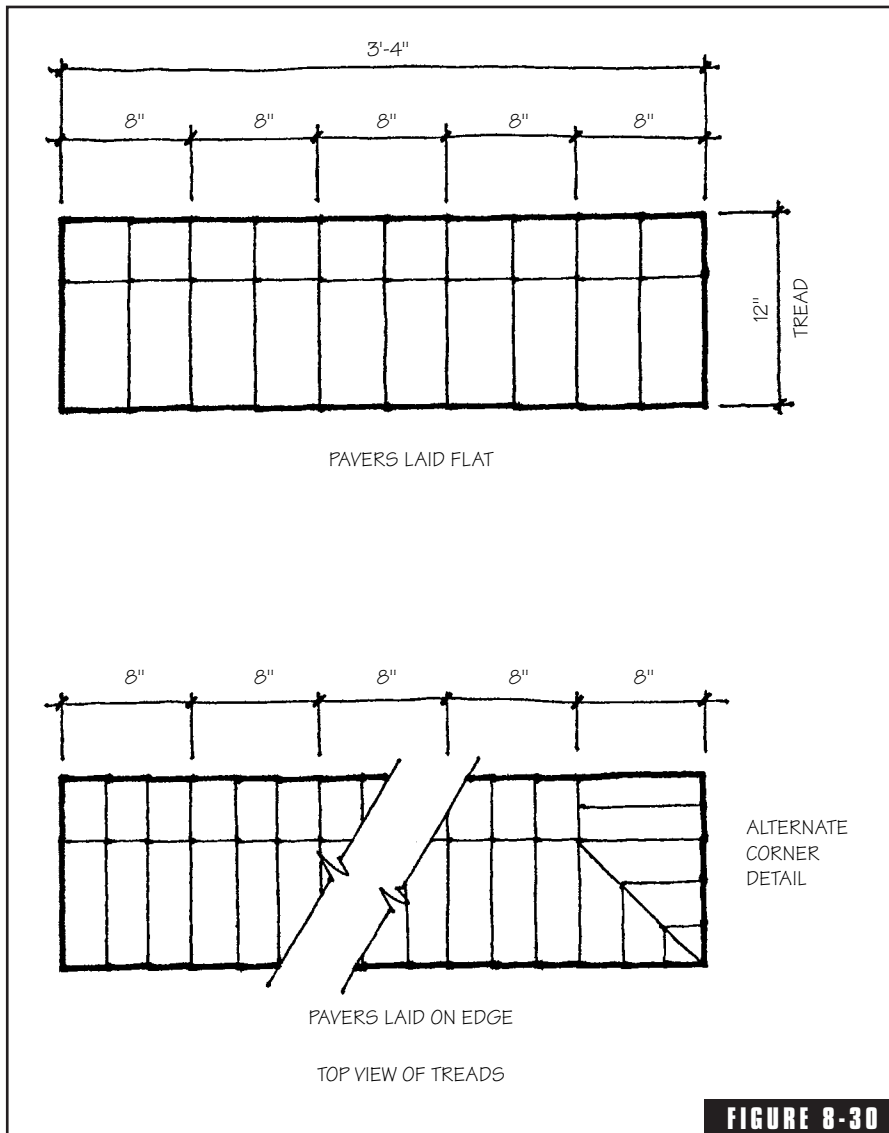 3'-4"
8" 8" 8" 8" 8"
12"
TREAD
PAVERS LAID FLAT
8" 8" 8" 8" 8"
ALTERNATE
CORNER
DETAIL
PAVERS LAID ON EDGE
TOP VIEW OF TREADS
FIGURE 8-30